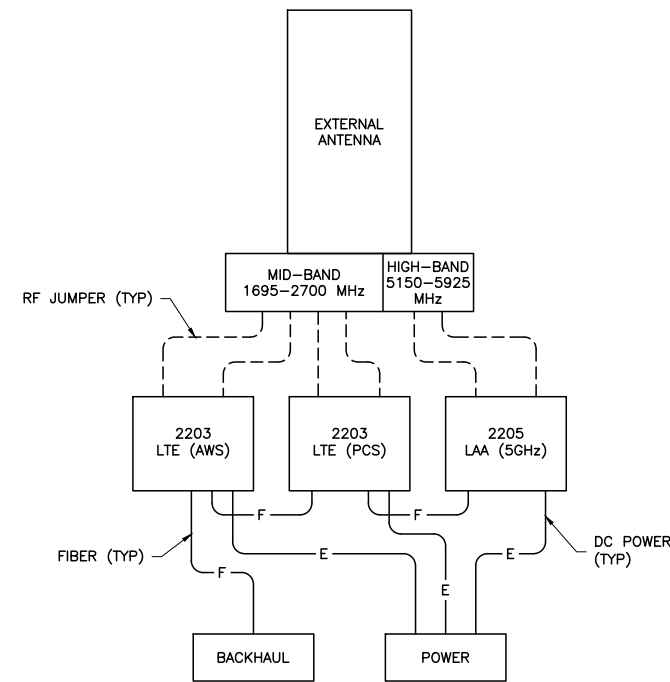 EXTERNAL
ANTENNA
MID-BAND
1695-2700 MHz
HIGH-BAND
5150-5925
MHz
RF JUMPER (TYP)
2203
LTE (AWS)
2203
LTE (PCS)
2205
LAA (5GHz)
F
F
FIBER (TYP)
E
E
DC POWER
(TYP)
F
E
BACKHAUL
POWER